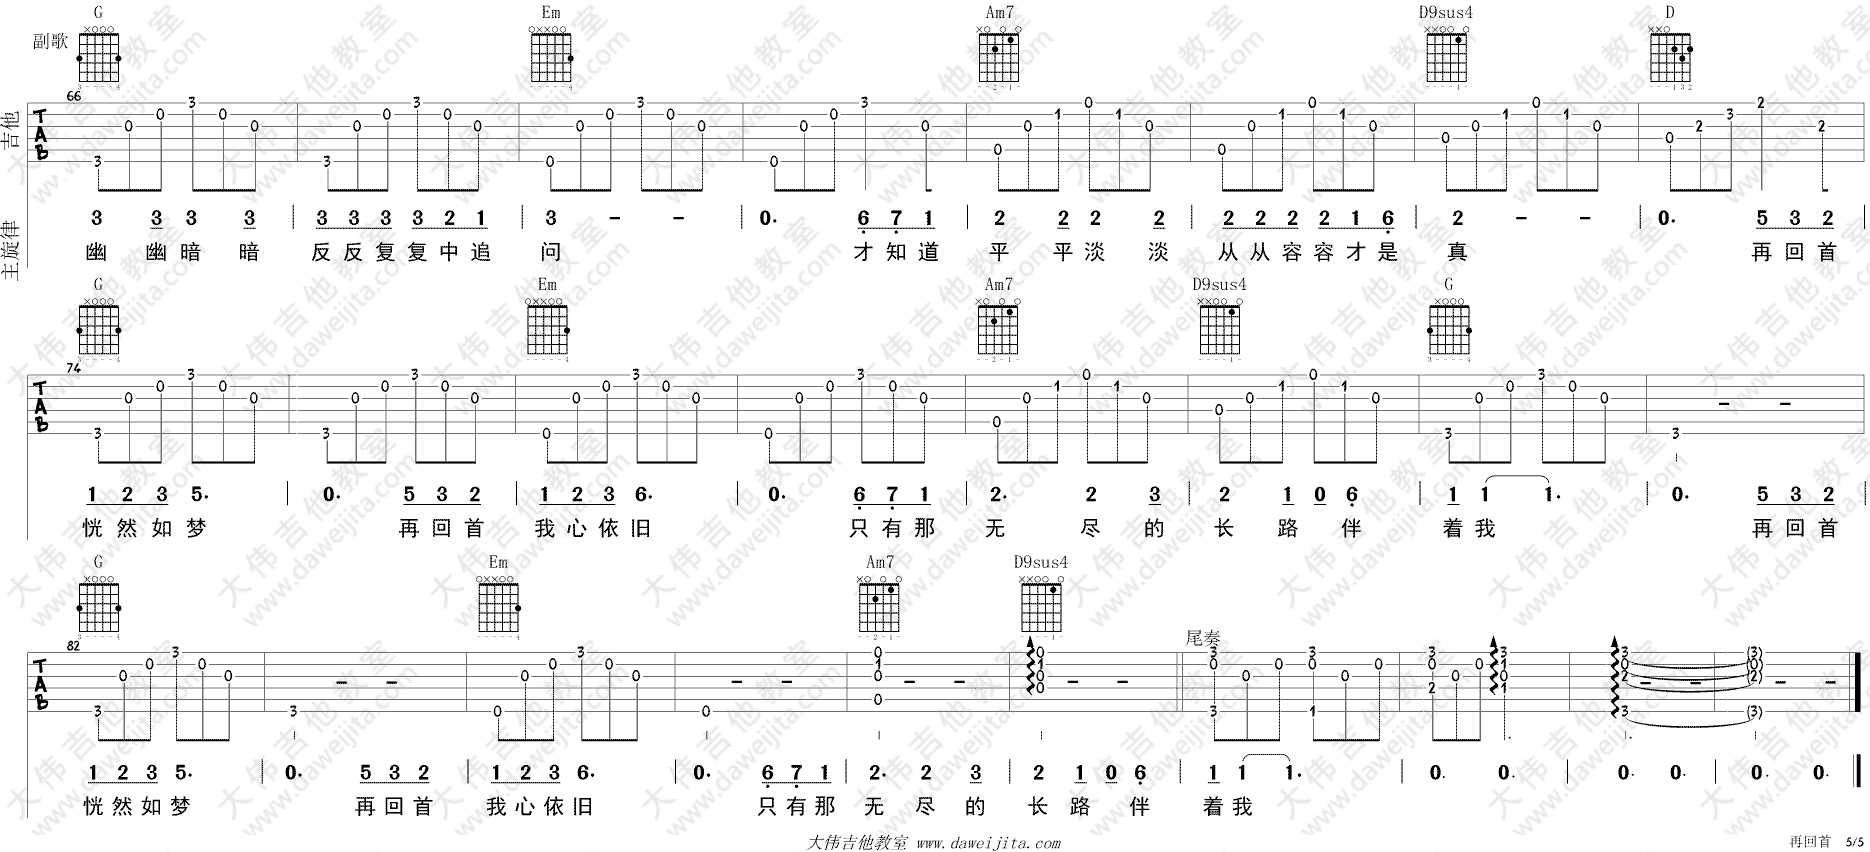 G Em Am7 D9sus4 D
副歌
66
吉他
TAB
主旋律
3 3 3 3 | 3 3 3 3 2 1 | 3 - - | 0. 6 7 1 | 2 2 2 2 | 2 2 2 2 1 6 | 2 - - | 0. 5 3 2 |
幽 幽暗 暗 反反复复中追 问 才知道 平 平淡 淡 从从容容才是 真 再回首
G Em Am7 D9sus4 G
74
TAB
1 2 3 5. | 0. 5 3 2 | 1 2 3 6. | 0. 6 7 1 | 2. 2 3 | 2 1 0 6 | 1 1 1. | 0. 5 3 2 |
恍然如梦 再回首 我心依旧 只有那 无 尽 的 长 路 伴 着我 再回首
G Em Am7 D9sus4
82
尾奏
TAB
1 2 3 5. | 0. 5 3 2 | 1 2 3 6. | 0. 6 7 1 | 2. 2 3 | 2 1 0 6 | 1 1 1. | 0. 0. | 0. 0. | 0. 0.
恍然如梦 再回首 我心依旧 只有那 无 尽 的 长 路 伴 着我
大伟吉他教室 www.daweijita.com
再回首 5/5